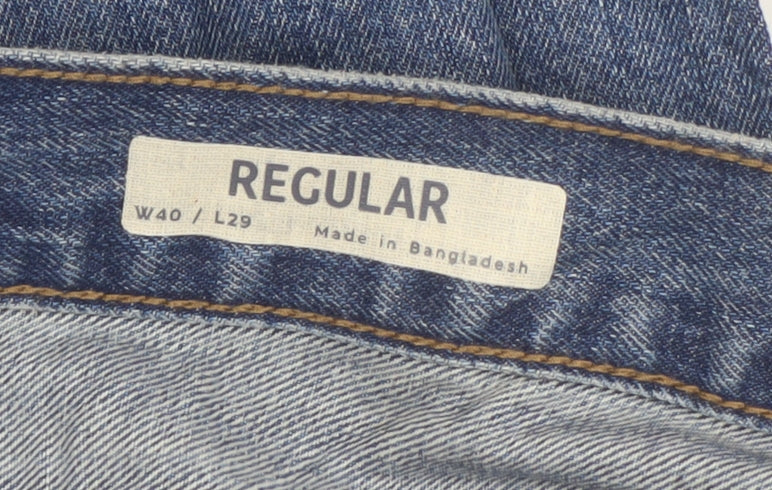 REGULAR
W40 / L29
Made in Bangladesh